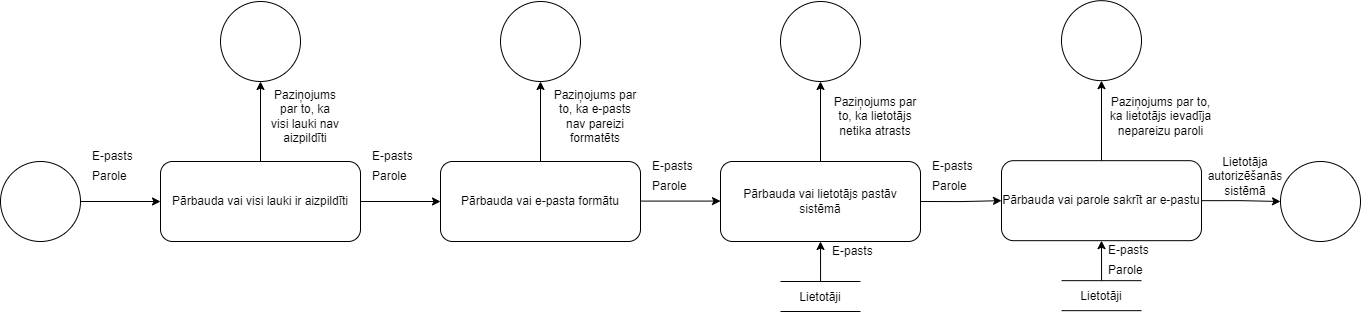 Paziņojums
par to, ka
visi lauki nav
aizpildīti
Paziņojums par
to, ka e-pasts
nav pareizi
formatēts
Paziņojums par
to, ka lietotājs
netika atrasts
Paziņojums par to,
ka lietotājs ievadīja
nepareizu paroli
E-pasts
Parole
Pārbauda vai visi lauki ir aizpildīti
E-pasts
Parole
Pārbauda vai e-pasta formātu
E-pasts
Parole
Pārbauda vai lietotājs pastāv
sistēmā
E-pasts
Parole
Pārbauda vai parole sakrīt ar e-pastu
Lietotāja
autorizēšanās
sistēmā
E-pasts
Lietotāji
E-pasts
Parole
Lietotāji